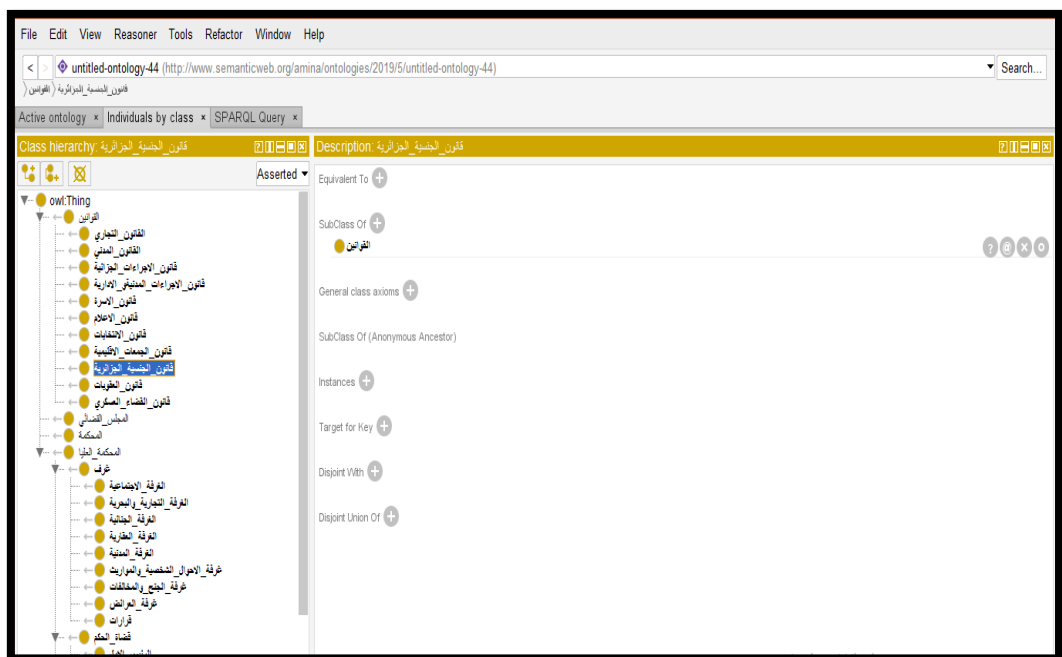 File Edit View Reasoner Tools Refactor Window Help
< > untitled-ontology-44 (http://www.semanticweb.org/amina/ontologies/2019/5/untitled-ontology-44) Search...
القوانين قانون_الجنسية_الجزائرية
Active ontology × Individuals by class × SPARQL Query ×
Class hierarchy: قانون_الجنسية_الجزائرية
Asserted
owl:Thing
القوانين
القانون_التجاري
القانون_المدني
قانون_الاجراءات_الجزائية
قانون_الاجراءات_المدنيةو_الادارية
قانون_الاسرة
قانون_الاعلام
قانون_الانتخابات
قانون_الجمعات_الاقليمية
قانون_الجنسية_الجزائرية
قانون_العقوبات
قانون_القضاء_العسكري
المجلس_القضائي
المحكمة
المحكمة_العليا
غرف
الغرفة_الاجتماعية
الغرفة_التجارية_والبحرية
الغرفة_الجنائية
الغرفة_العقارية
الغرفة_المدنية
غرفة_الاحوال_الشخصية_والمواريث
غرفة_الجنح_والمخالفات
غرفة_العرائض
قرارات
قضاة_الحكم
Description: قانون_الجنسية_الجزائرية
Equivalent To
SubClass Of
القوانين
General class axioms
SubClass Of (Anonymous Ancestor)
Instances
Target for Key
Disjoint With
Disjoint Union Of